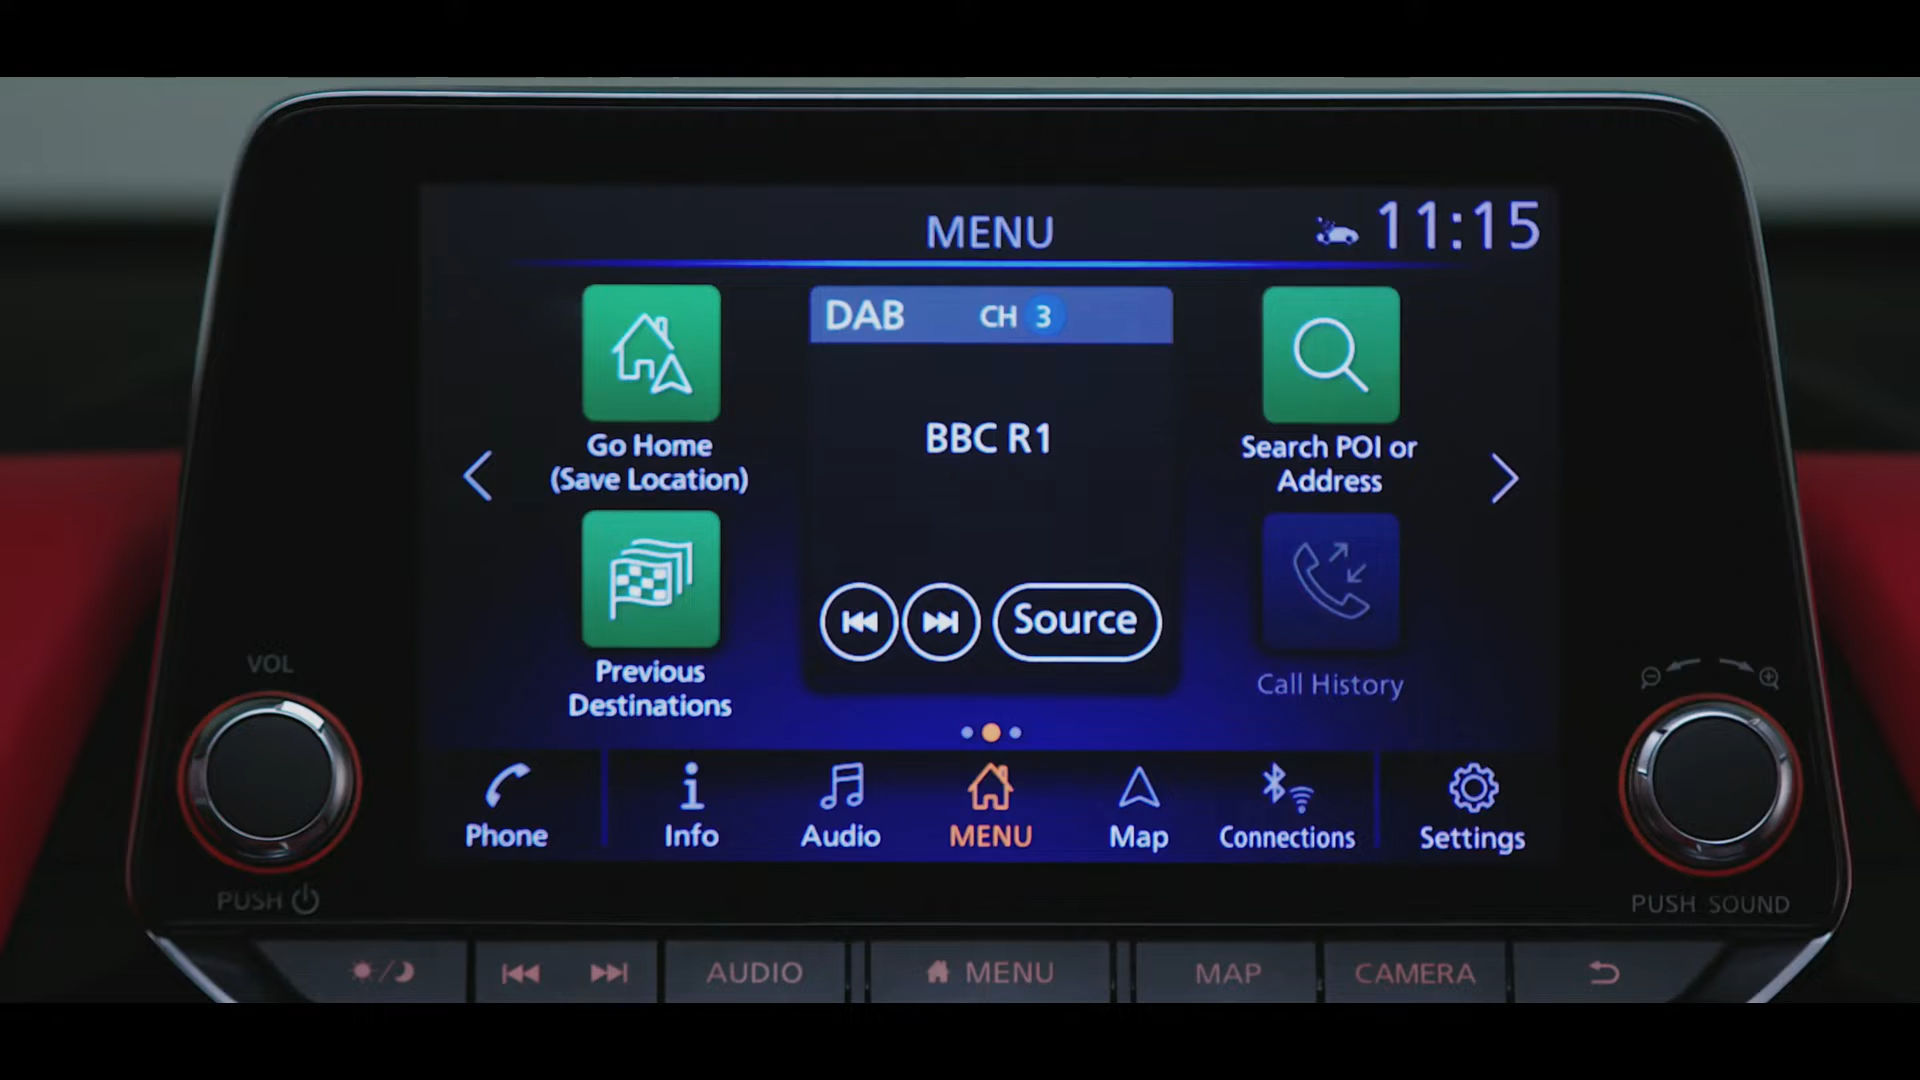 MENU
11:15
DAB CH 3
BBC R1
Source
Go Home
(Save Location)
Previous
Destinations
Search POI or
Address
Call History
Phone
Info
Audio
MENU
Map
Connections
Settings
VOL
PUSH
PUSH SOUND
AUDIO
MENU
MAP
CAMERA